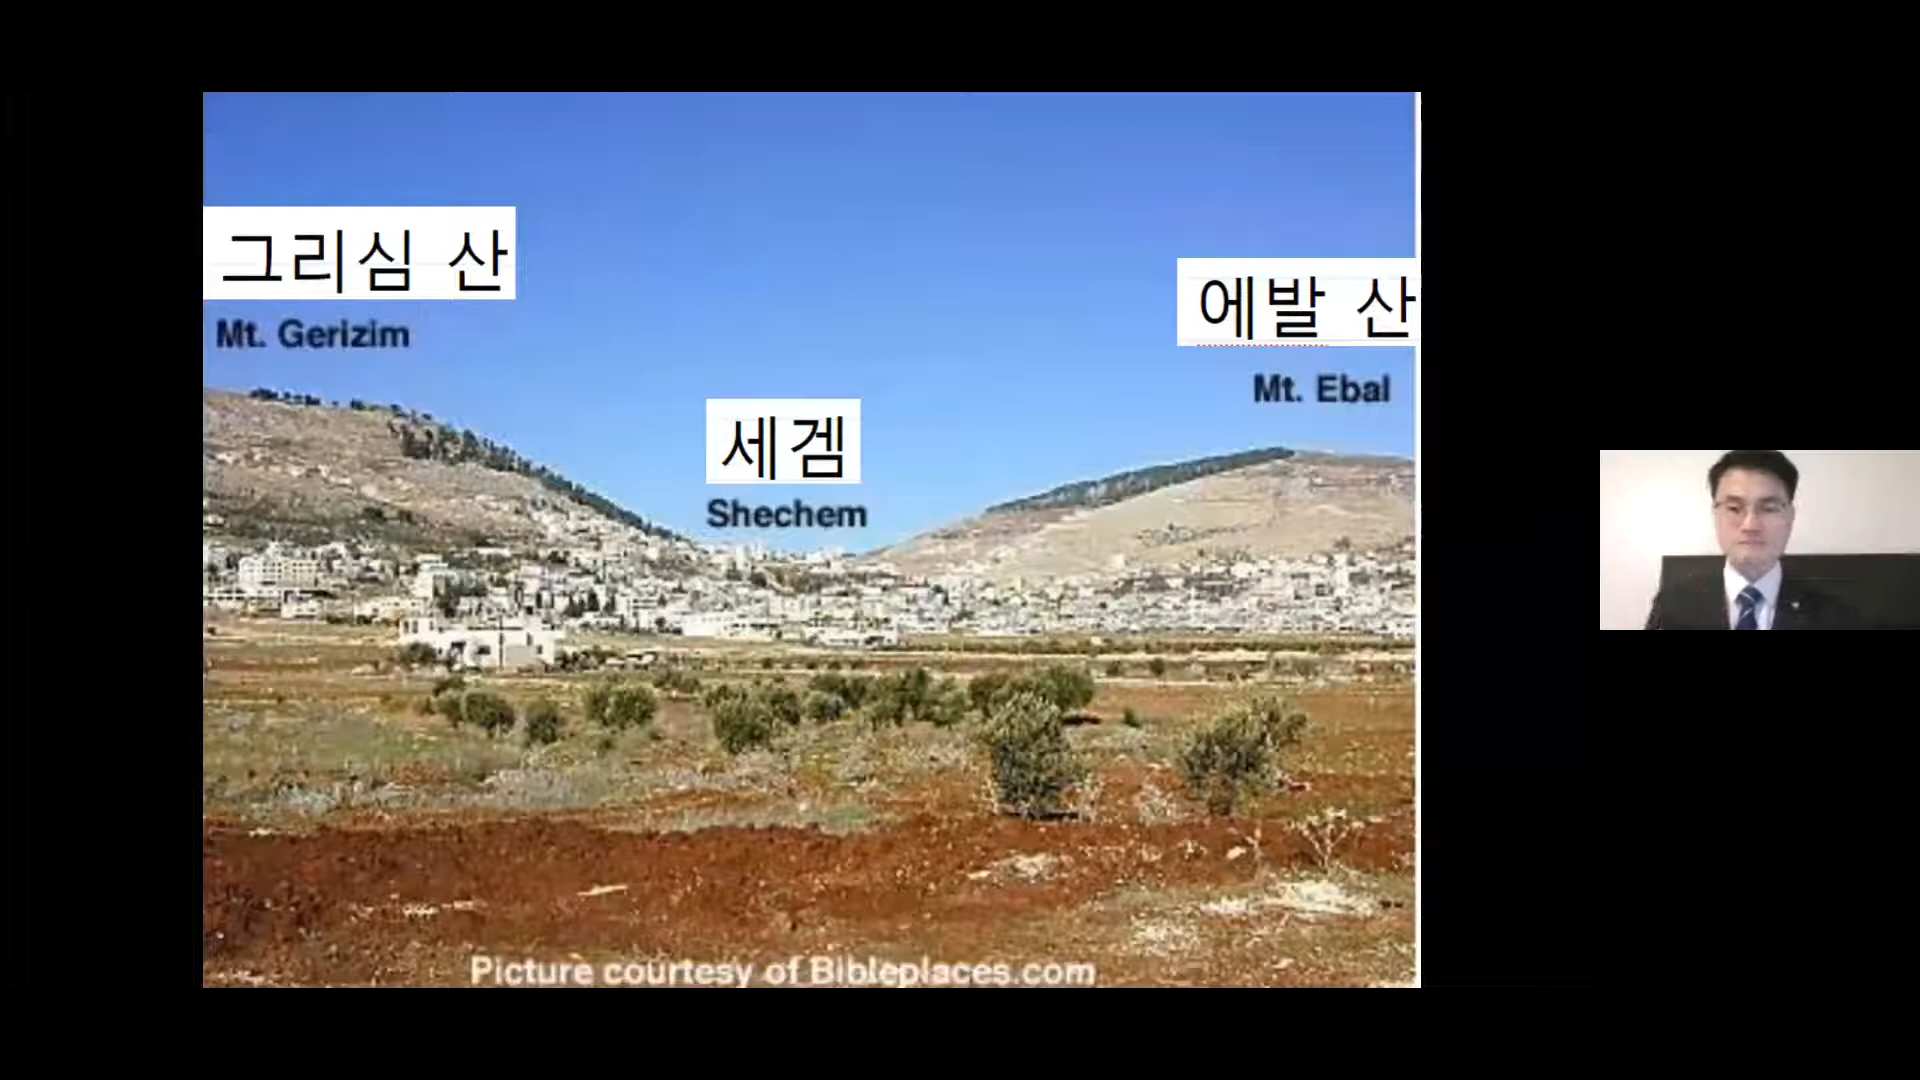 그리심 산
Mt. Gerizim
에발 산
Mt. Ebal
세겜
Shechem
Picture courtesy of Bibleplaces.com